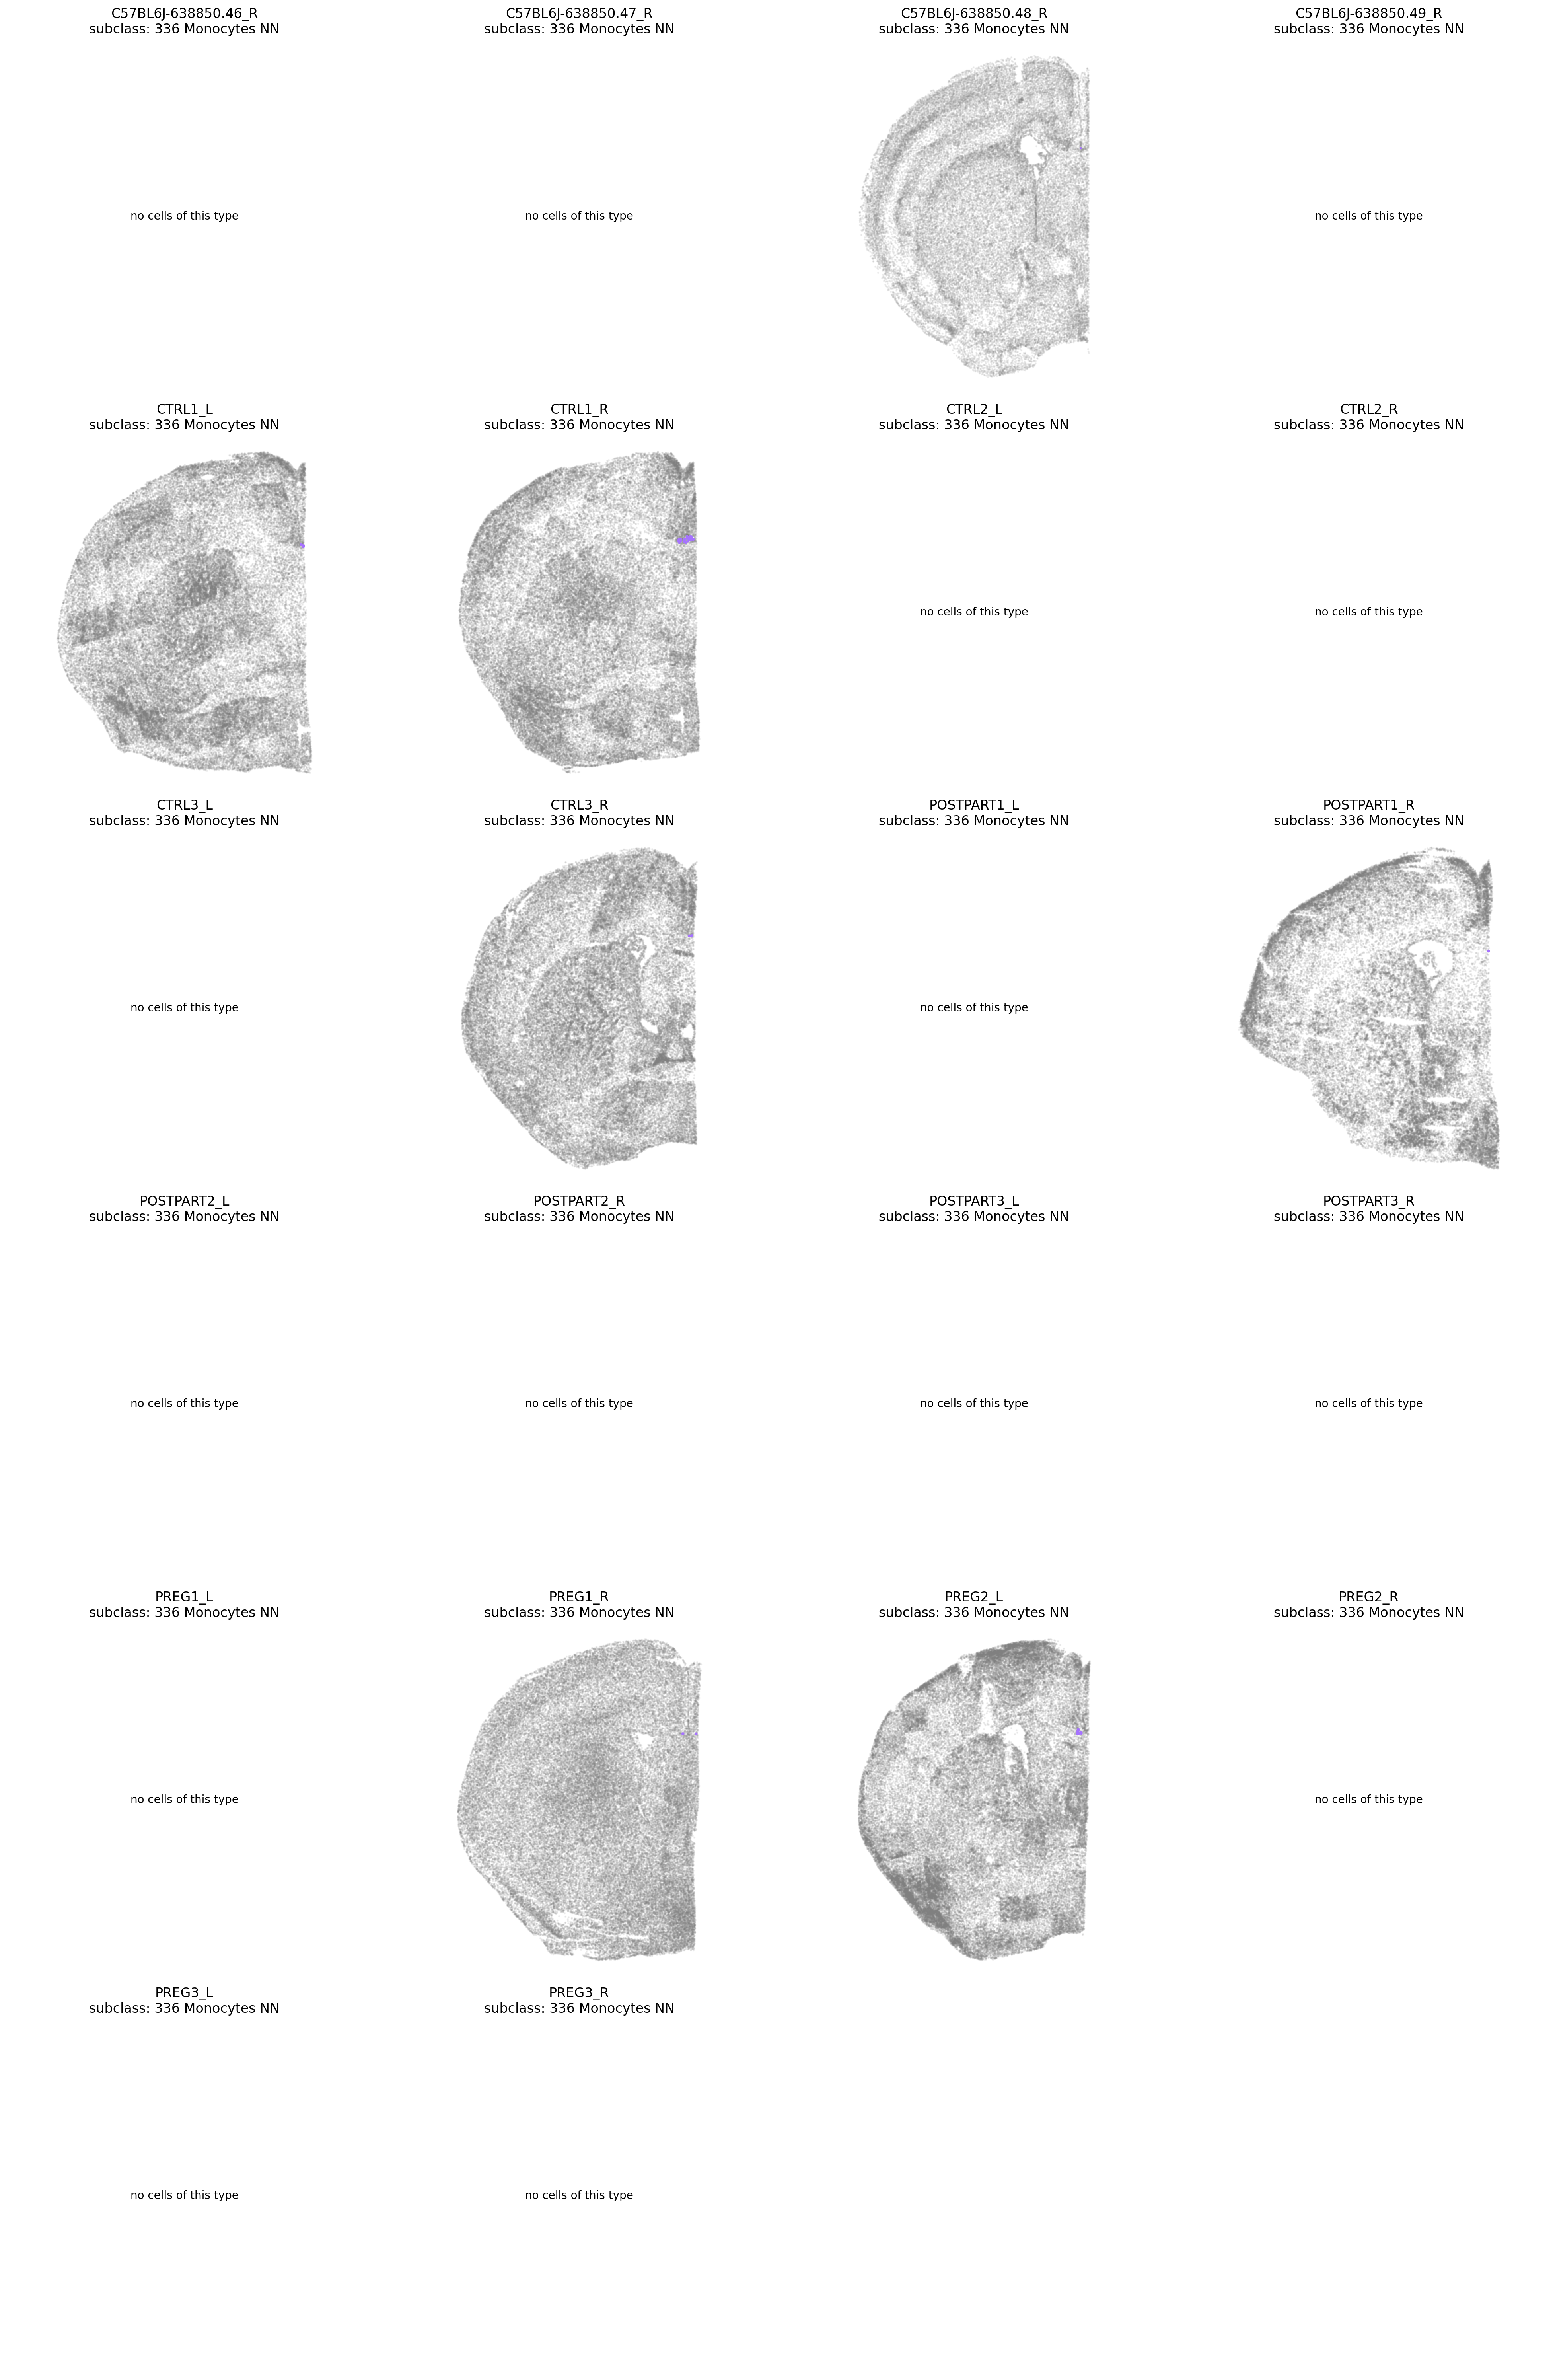 C57BL6J-638850.46_R
subclass: 336 Monocytes NN
no cells of this type
C57BL6J-638850.47_R
subclass: 336 Monocytes NN
no cells of this type
C57BL6J-638850.48_R
subclass: 336 Monocytes NN
C57BL6J-638850.49_R
subclass: 336 Monocytes NN
no cells of this type
CTRL1_L
subclass: 336 Monocytes NN
CTRL1_R
subclass: 336 Monocytes NN
CTRL2_L
subclass: 336 Monocytes NN
no cells of this type
CTRL2_R
subclass: 336 Monocytes NN
no cells of this type
CTRL3_L
subclass: 336 Monocytes NN
no cells of this type
CTRL3_R
subclass: 336 Monocytes NN
POSTPART1_L
subclass: 336 Monocytes NN
no cells of this type
POSTPART1_R
subclass: 336 Monocytes NN
POSTPART2_L
subclass: 336 Monocytes NN
no cells of this type
POSTPART2_R
subclass: 336 Monocytes NN
no cells of this type
POSTPART3_L
subclass: 336 Monocytes NN
no cells of this type
POSTPART3_R
subclass: 336 Monocytes NN
no cells of this type
PREG1_L
subclass: 336 Monocytes NN
no cells of this type
PREG1_R
subclass: 336 Monocytes NN
PREG2_L
subclass: 336 Monocytes NN
PREG2_R
subclass: 336 Monocytes NN
no cells of this type
PREG3_L
subclass: 336 Monocytes NN
no cells of this type
PREG3_R
subclass: 336 Monocytes NN
no cells of this type